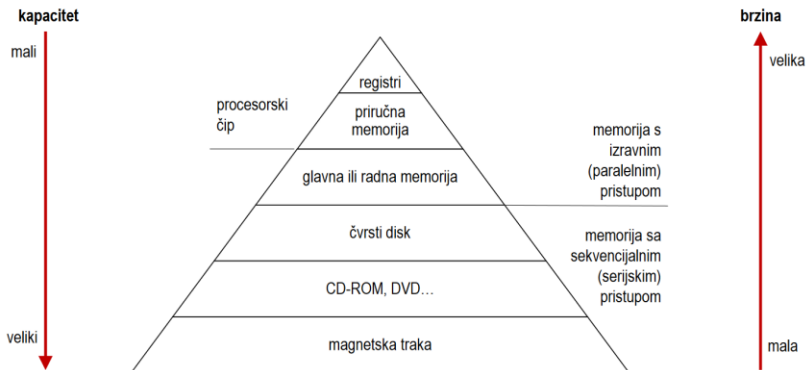 kapacitet
brzina
mali
velika
registri
procesorski
čip
priručna
memorija
memorija s
izravnim
(paralelnim)
pristupom
glavna ili radna memorija
čvrsti disk
memorija sa
sekvencijalnim
(serijskim)
pristupom
CD-ROM, DVD…
veliki
magnetska traka
mala